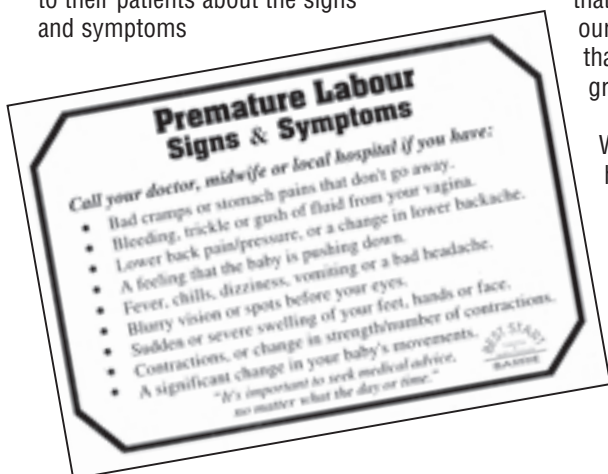 to their patients about the signs
and symptoms
Premature Labour
Signs & Symptoms
Call your doctor, midwife or local hospital if you have:
• Bad cramps or stomach pains that don't go away.
• Bleeding, trickle or gush of fluid from your vagina.
• Lower back pain/pressure, or a change in lower backache.
• A feeling that the baby is pushing down.
• Fever, chills, dizziness, vomiting or a bad headache.
• Blurry vision or spots before your eyes.
• Sudden or severe swelling of your feet, hands or face.
• Contractions, or change in strength/number of contractions.
• A significant change in your baby's movements.
"It's important to seek medical advice,
no matter what the day or time."
BEST START
BARRIE
our
gr